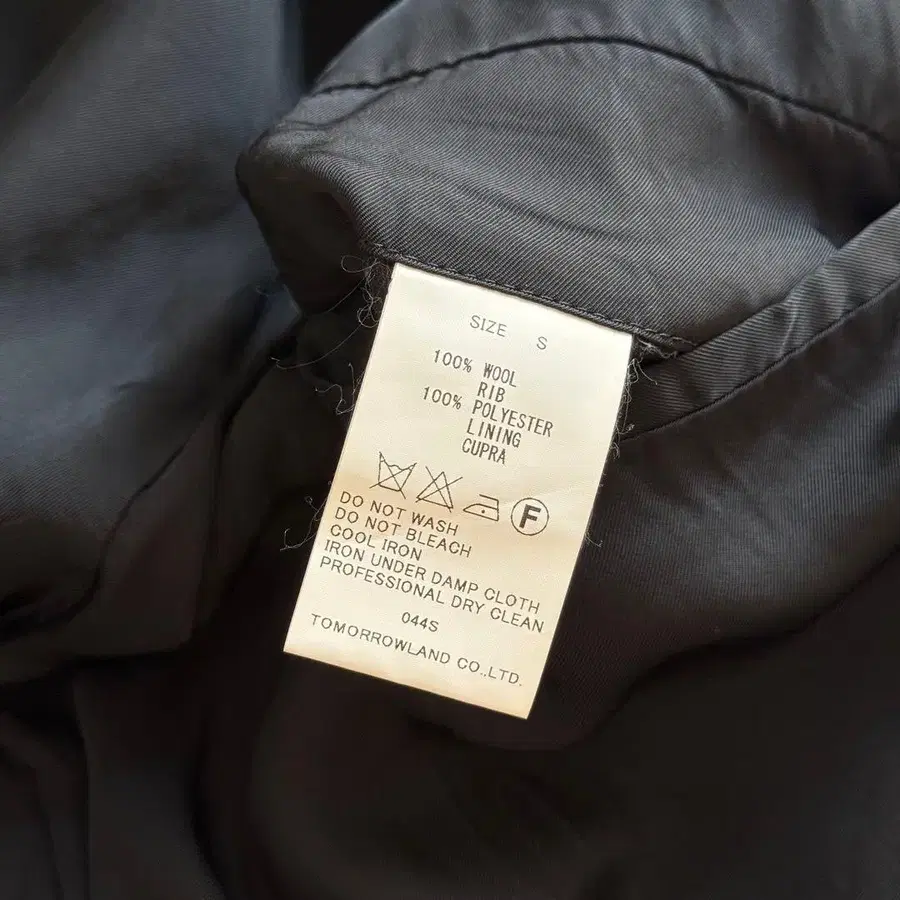 SIZE S
100% WOOL
RIB
100% POLYESTER
LINING
CUPRA
F
DO NOT WASH
DO NOT BLEACH
COOL IRON
IRON UNDER DAMP CLOTH
PROFESSIONAL DRY CLEAN
044S
TOMORROWLAND CO.,LTD.